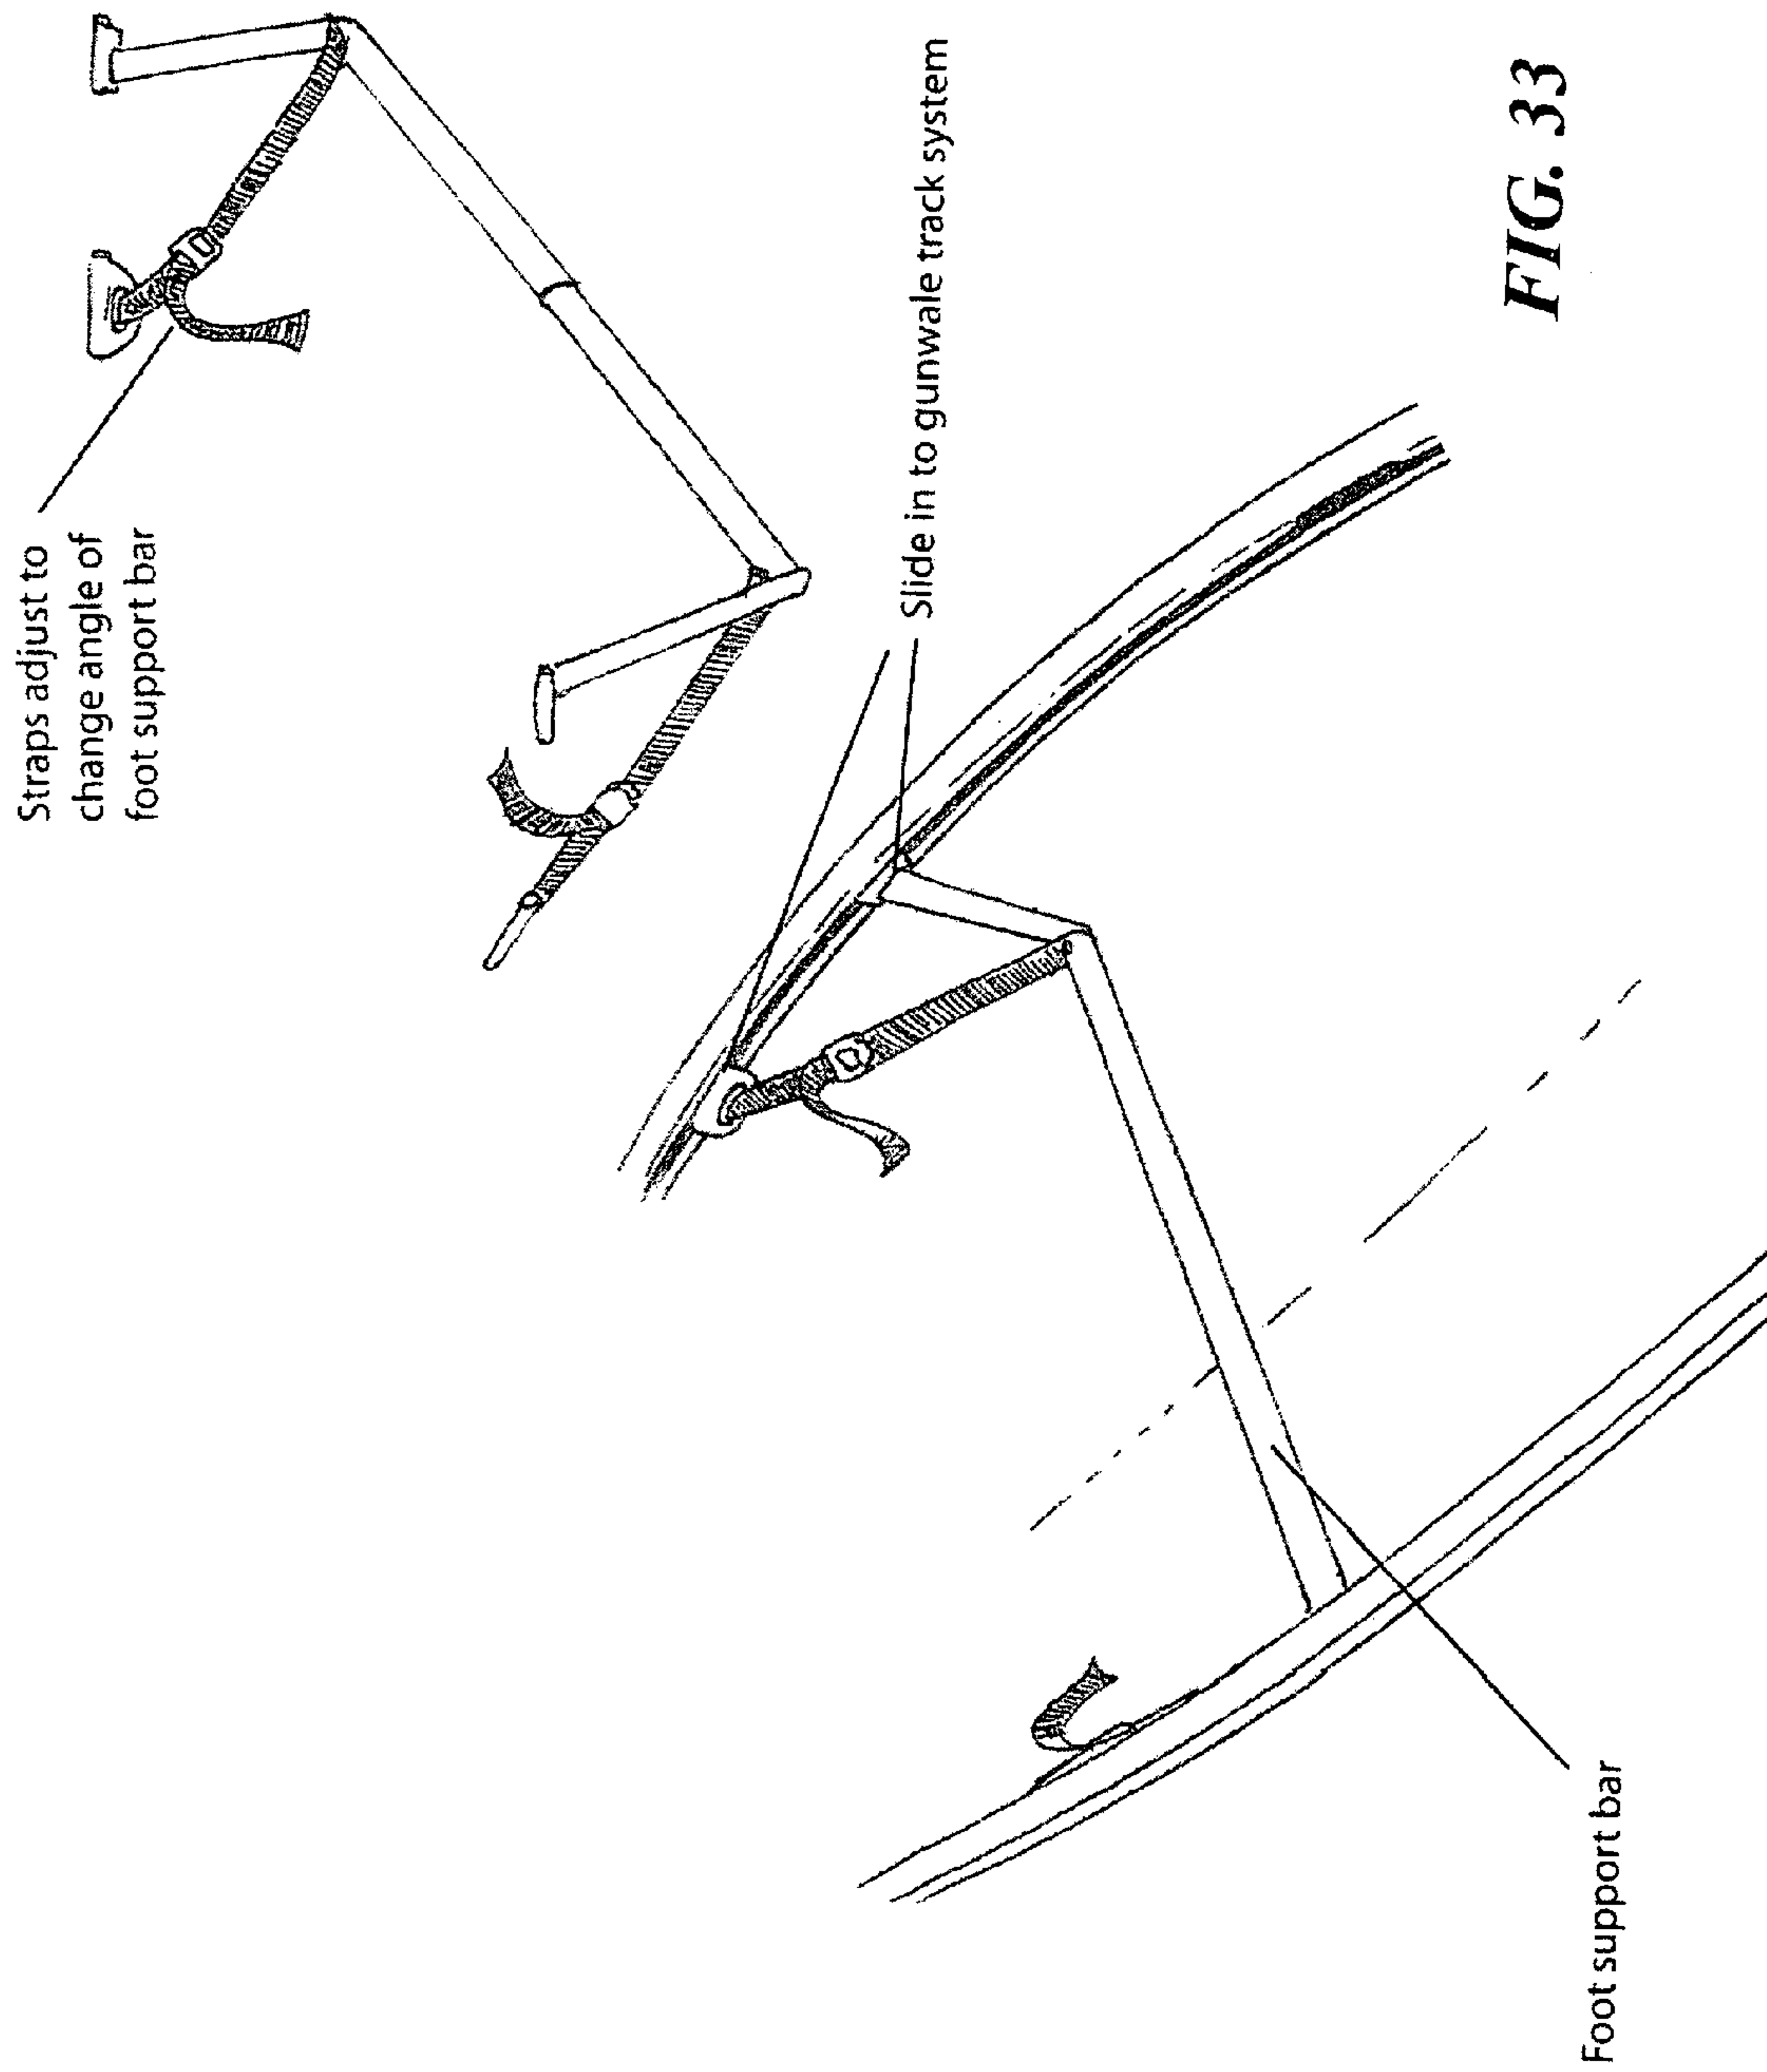 Straps adjust to
change angle of
foot support bar
Slide in to gunwale track system
Foot support bar
FIG. 33